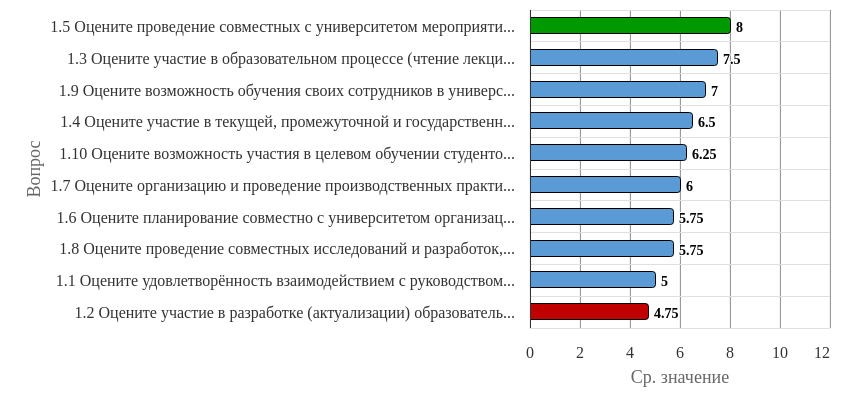 1.5 Оцените проведение совместных с университетом мероприяти... 8
1.3 Оцените участие в образовательном процессе (чтение лекци... 7.5
1.9 Оцените возможность обучения своих сотрудников в универс... 7
1.4 Оцените участие в текущей, промежуточной и государственн... 6.5
1.10 Оцените возможность участия в целевом обучении студенто... 6.25
1.7 Оцените организацию и проведение производственных практи... 6
1.6 Оцените планирование совместно с университетом организац... 5.75
1.8 Оцените проведение совместных исследований и разработок,... 5.75
1.1 Оцените удовлетворённость взаимодействием с руководством... 5
1.2 Оцените участие в разработке (актуализации) образователь... 4.75
Вопрос
0 2 4 6 8 10 12
Ср. значение